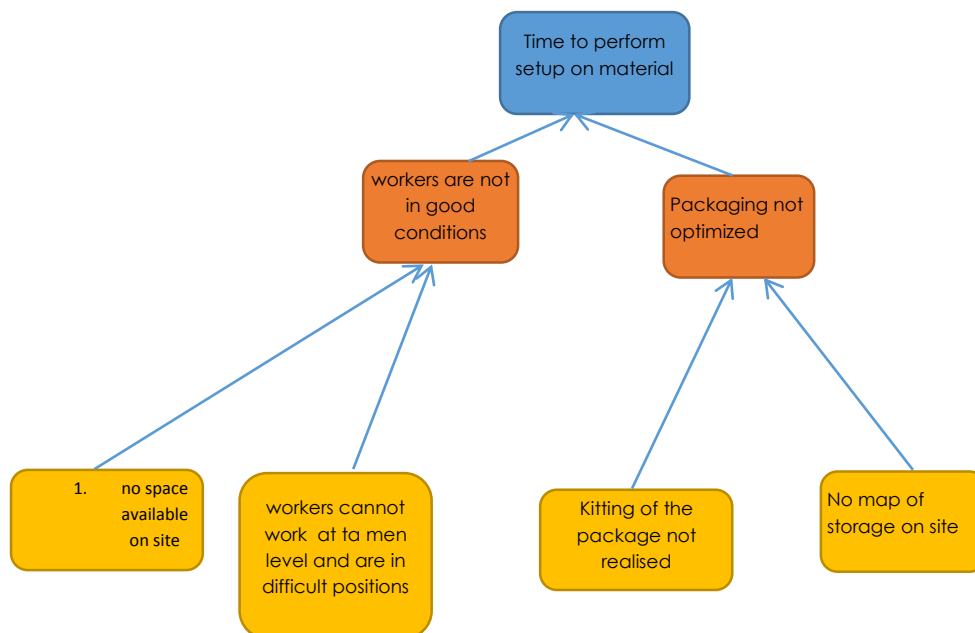 Time to perform
setup on material
workers are not
in good
conditions
Packaging not
optimized
1. no space
available
on site
workers cannot
work at ta men
level and are in
difficult positions
Kitting of the
package not
realised
No map of
storage on site